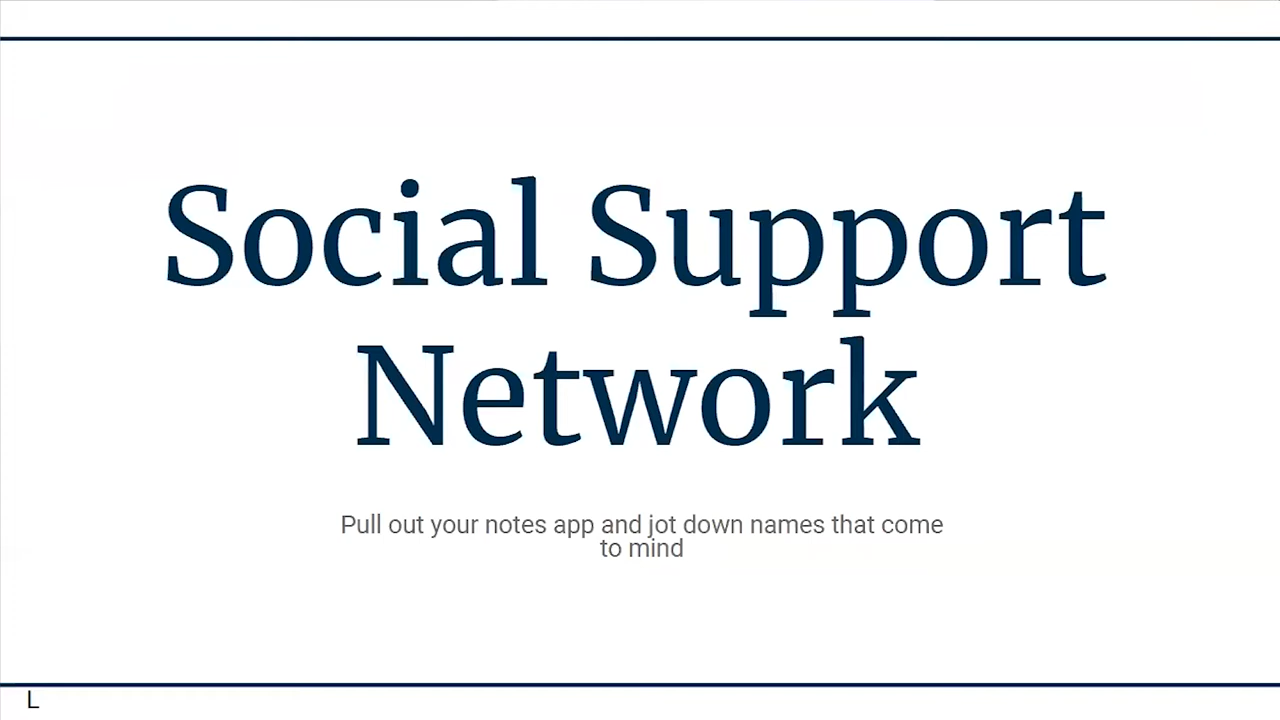 Social Support
Network
Pull out your notes app and jot down names that come
to mind
L